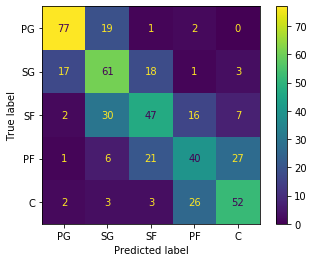 PG 77 19 1 2 0
SG 17 61 18 1 3
SF 2 30 47 16 7
PF 1 6 21 40 27
C 2 3 3 26 52
PG SG SF PF C
Predicted label
True label
70
60
50
40
30
20
10
0